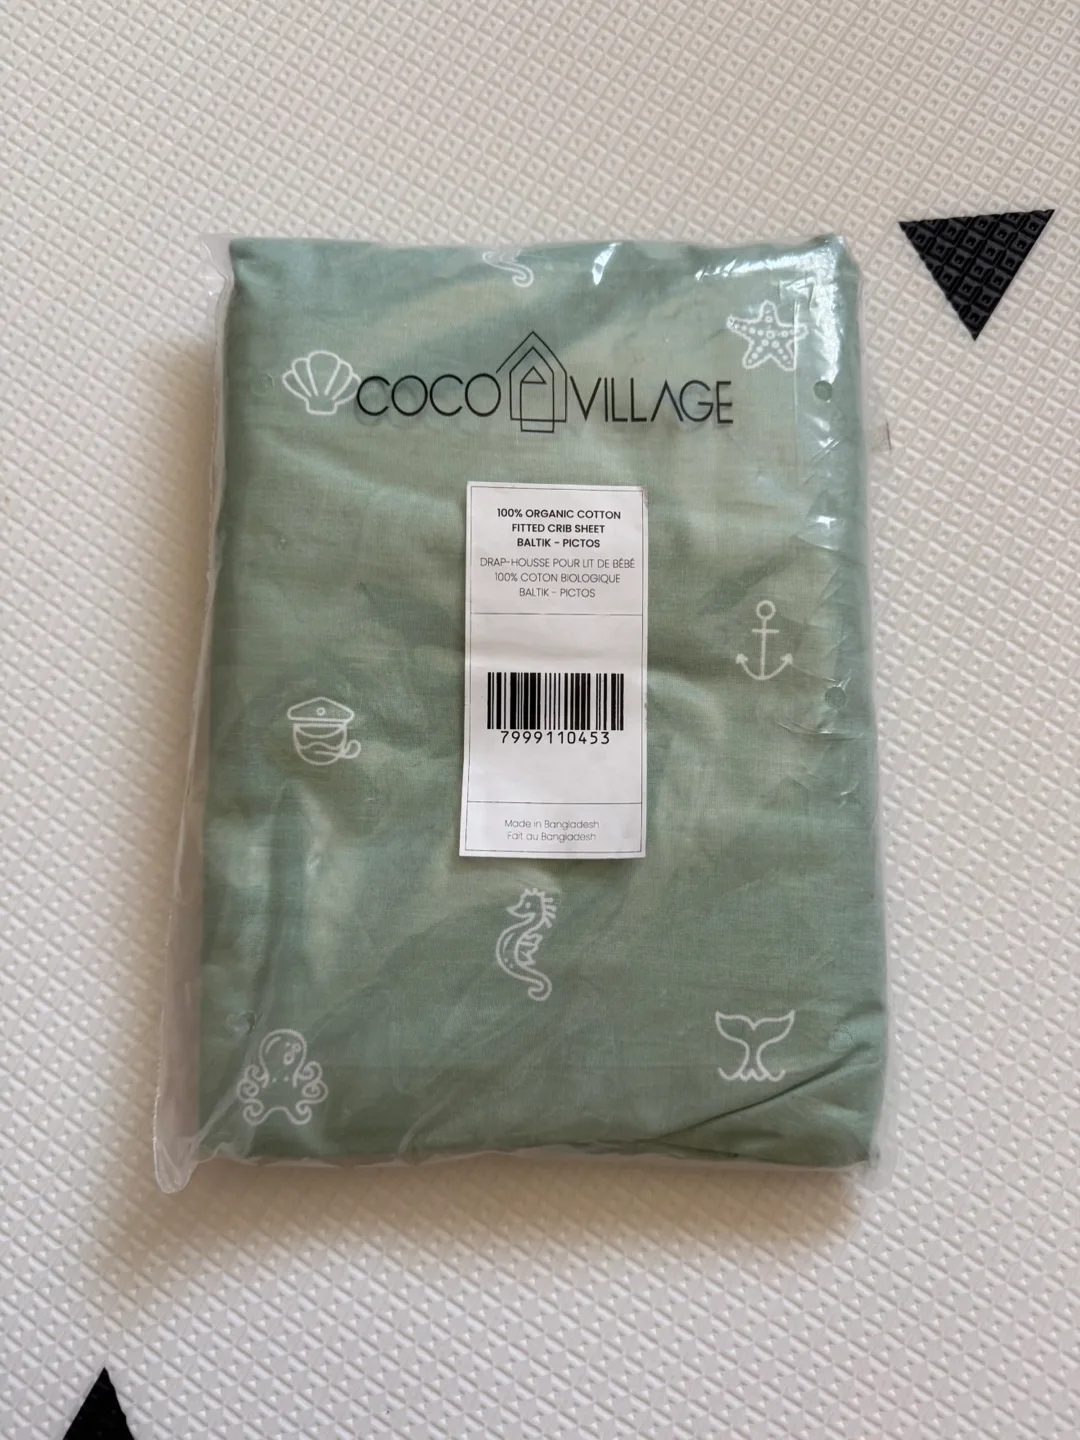 COCO VILLAGE
100% ORGANIC COTTON
FITTED CRIB SHEET
BALTIK - PICTOS
DRAP-HOUSSE POUR LIT DE BÉBÉ
100% COTON BIOLOGIQUE
BALTIK - PICTOS
7999110453
Made in Bangladesh
Fait au Bangladesh